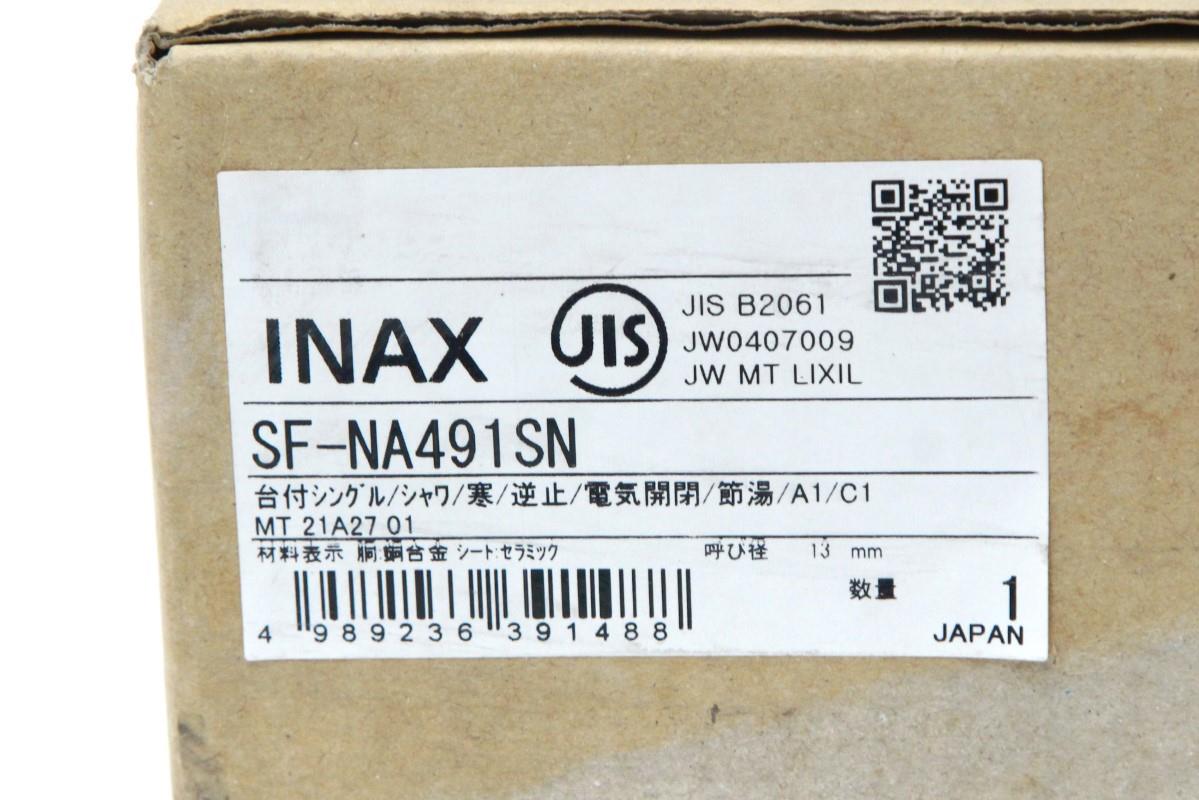 INAX
JIS
JIS B2061
JW0407009
JW MT LIXIL
SF-NA491SN
台付シングル/シャワ/寒/逆止/電気開閉/節湯/A1/C1
MT 21A27 01
材料表示 胴:銅合金 シート:セラミック 呼び径 13 mm
数量 1
4 989236 391488
JAPAN